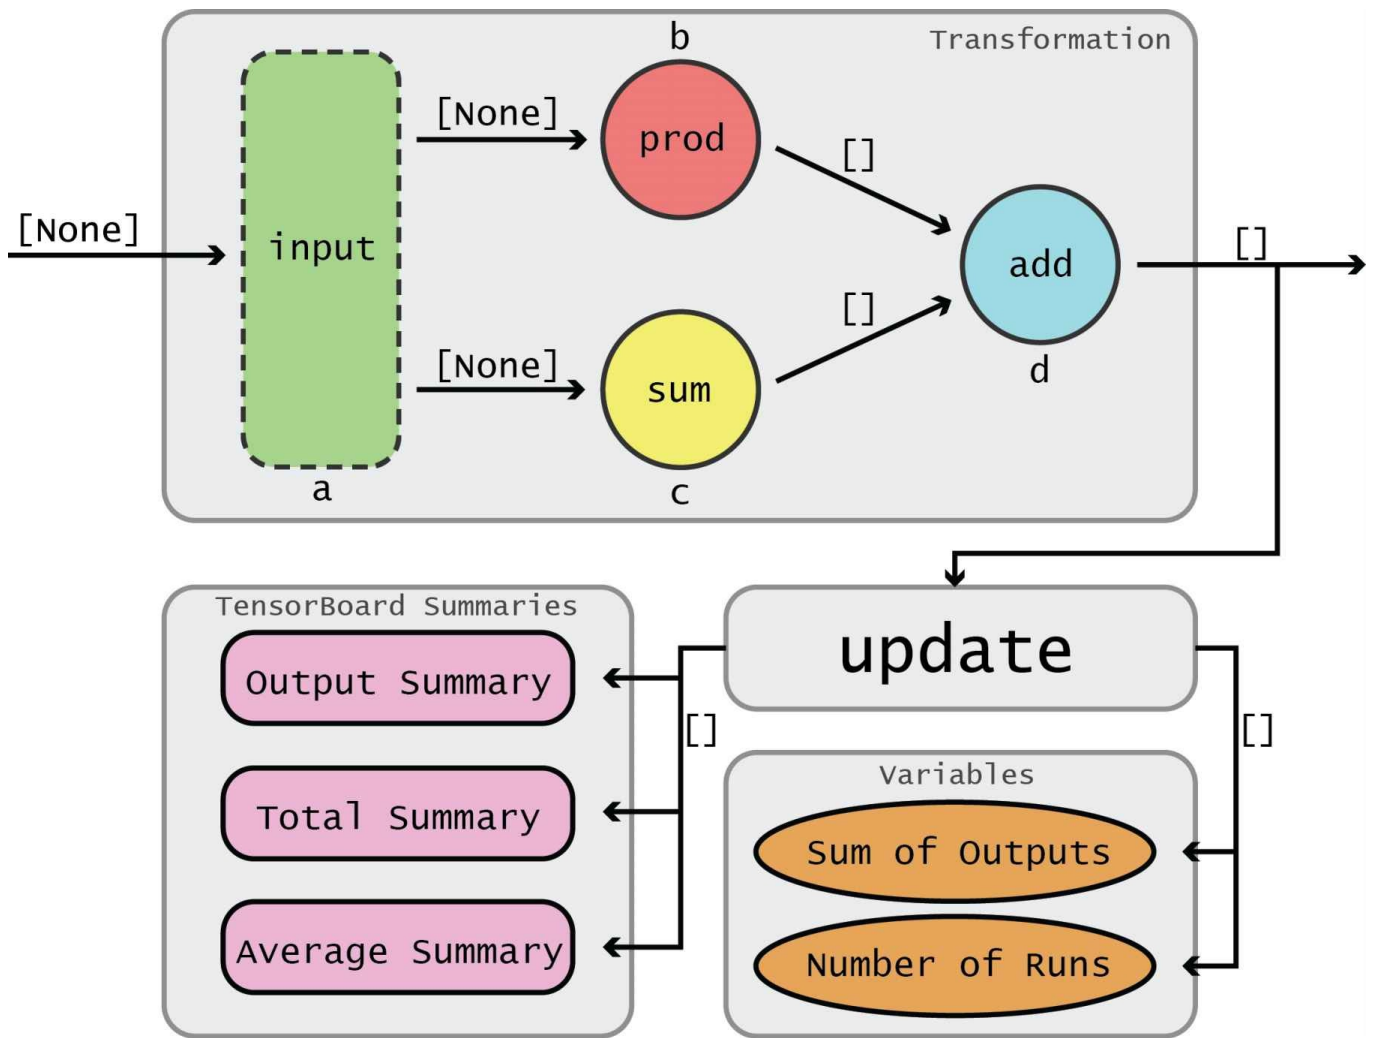 b
Transformation
[None]
prod
[]
[None]
input
add
[]
[]
[None]
sum
d
a
c
TensorBoard Summaries
Output Summary
Total Summary
Average Summary
update
[]
[]
Variables
Sum of Outputs
Number of Runs